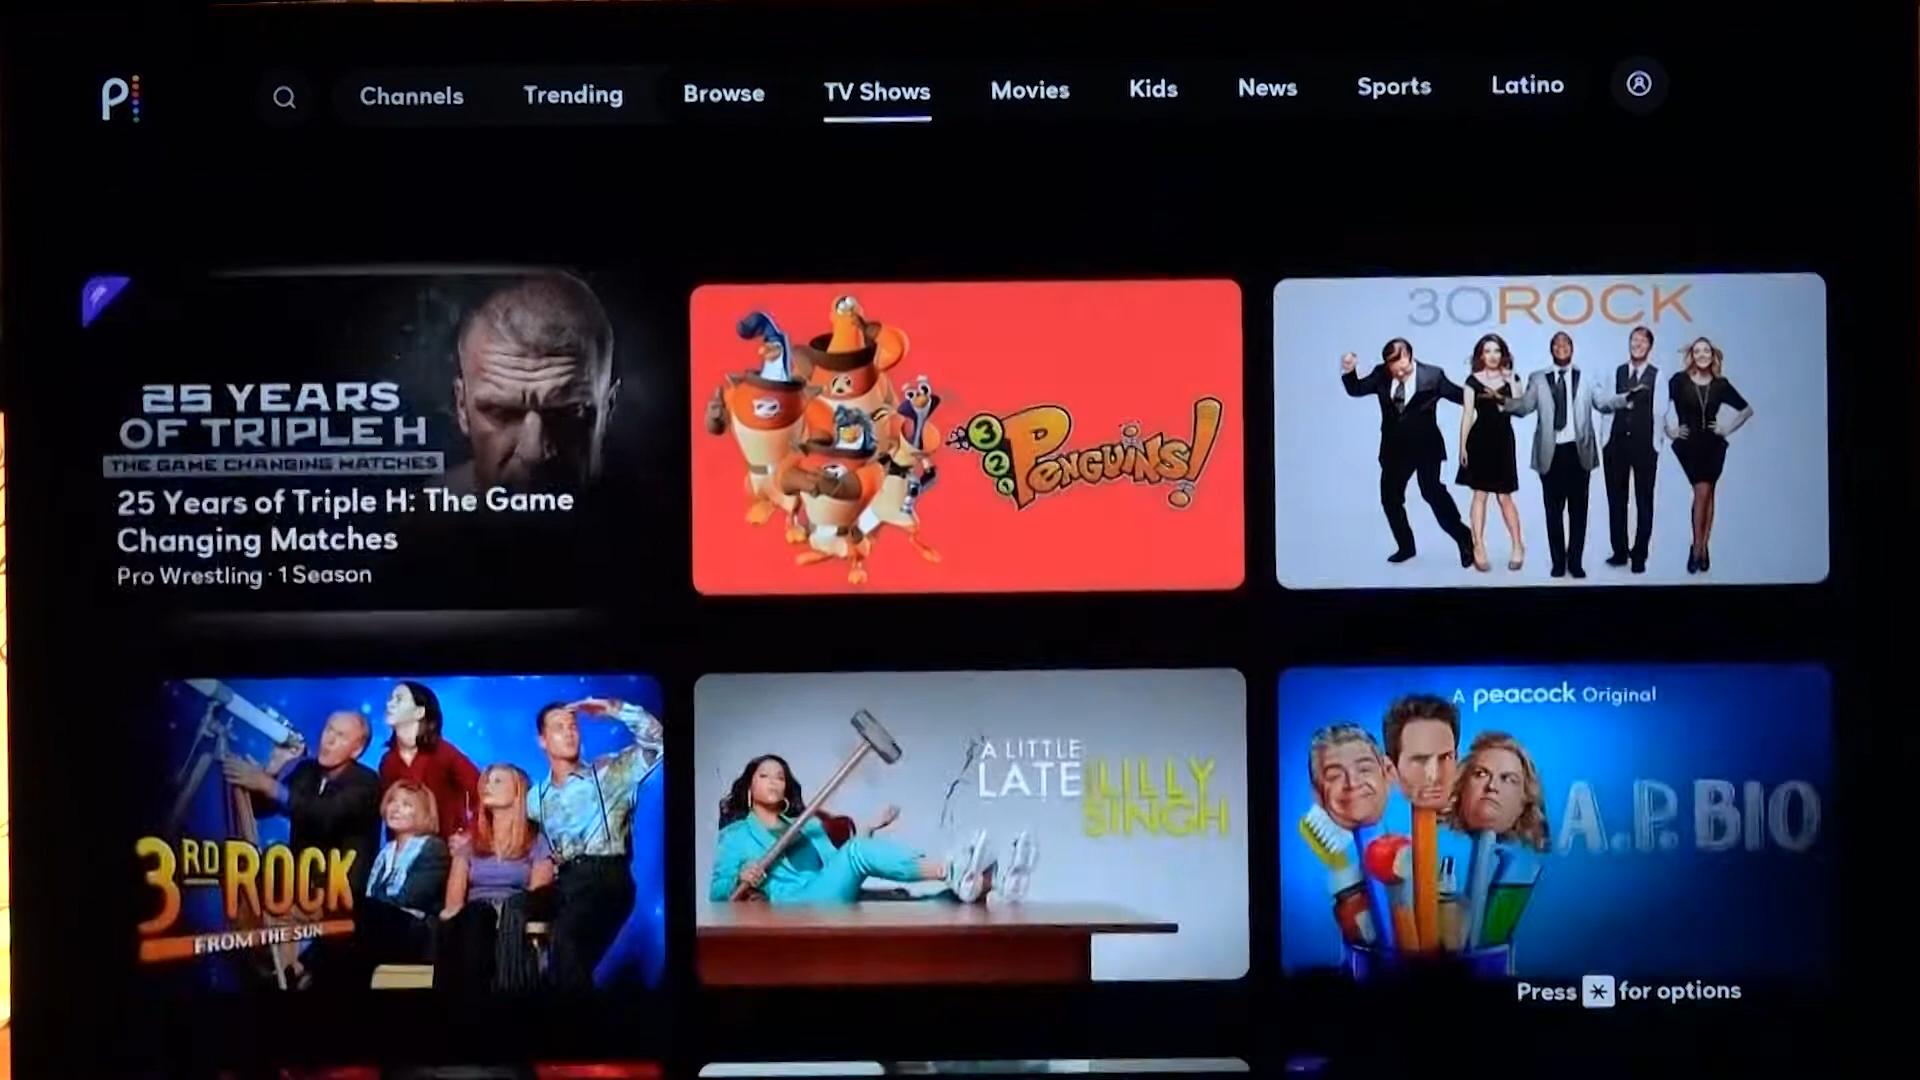 P
Channels Trending Browse TV Shows Movies Kids News Sports Latino
25 YEARS
OF TRIPLE H
THE GAME CHANGING MATCHES
25 Years of Triple H: The Game
Changing Matches
Pro Wrestling · 1 Season
3
2
1
PENGUINS!
30ROCK
3RD ROCK
FROM THE SUN
A LITTLE
LATE
LILLY
SINGH
A peacock Original
A.P. BIO
Press * for options